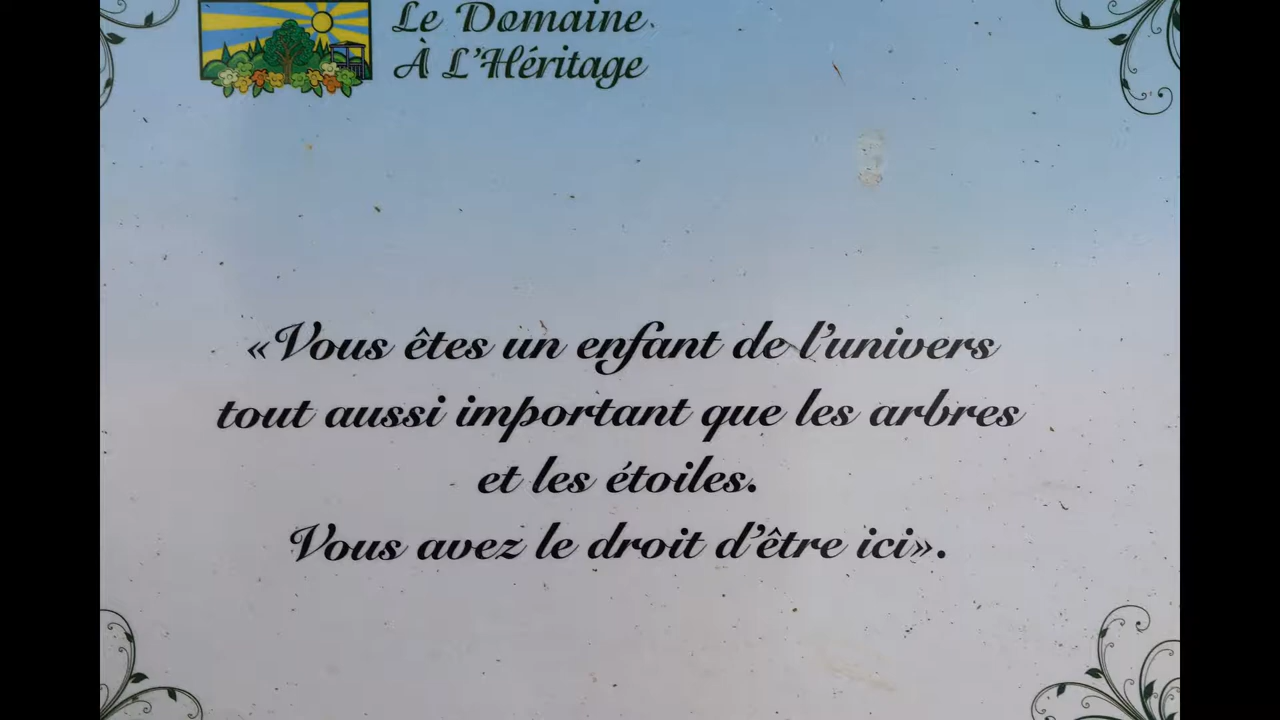 Le Domaine
À L'Héritage
«Vous êtes un enfant de l'univers
tout aussi important que les arbres
et les étoiles.
Vous avez le droit d'être ici».